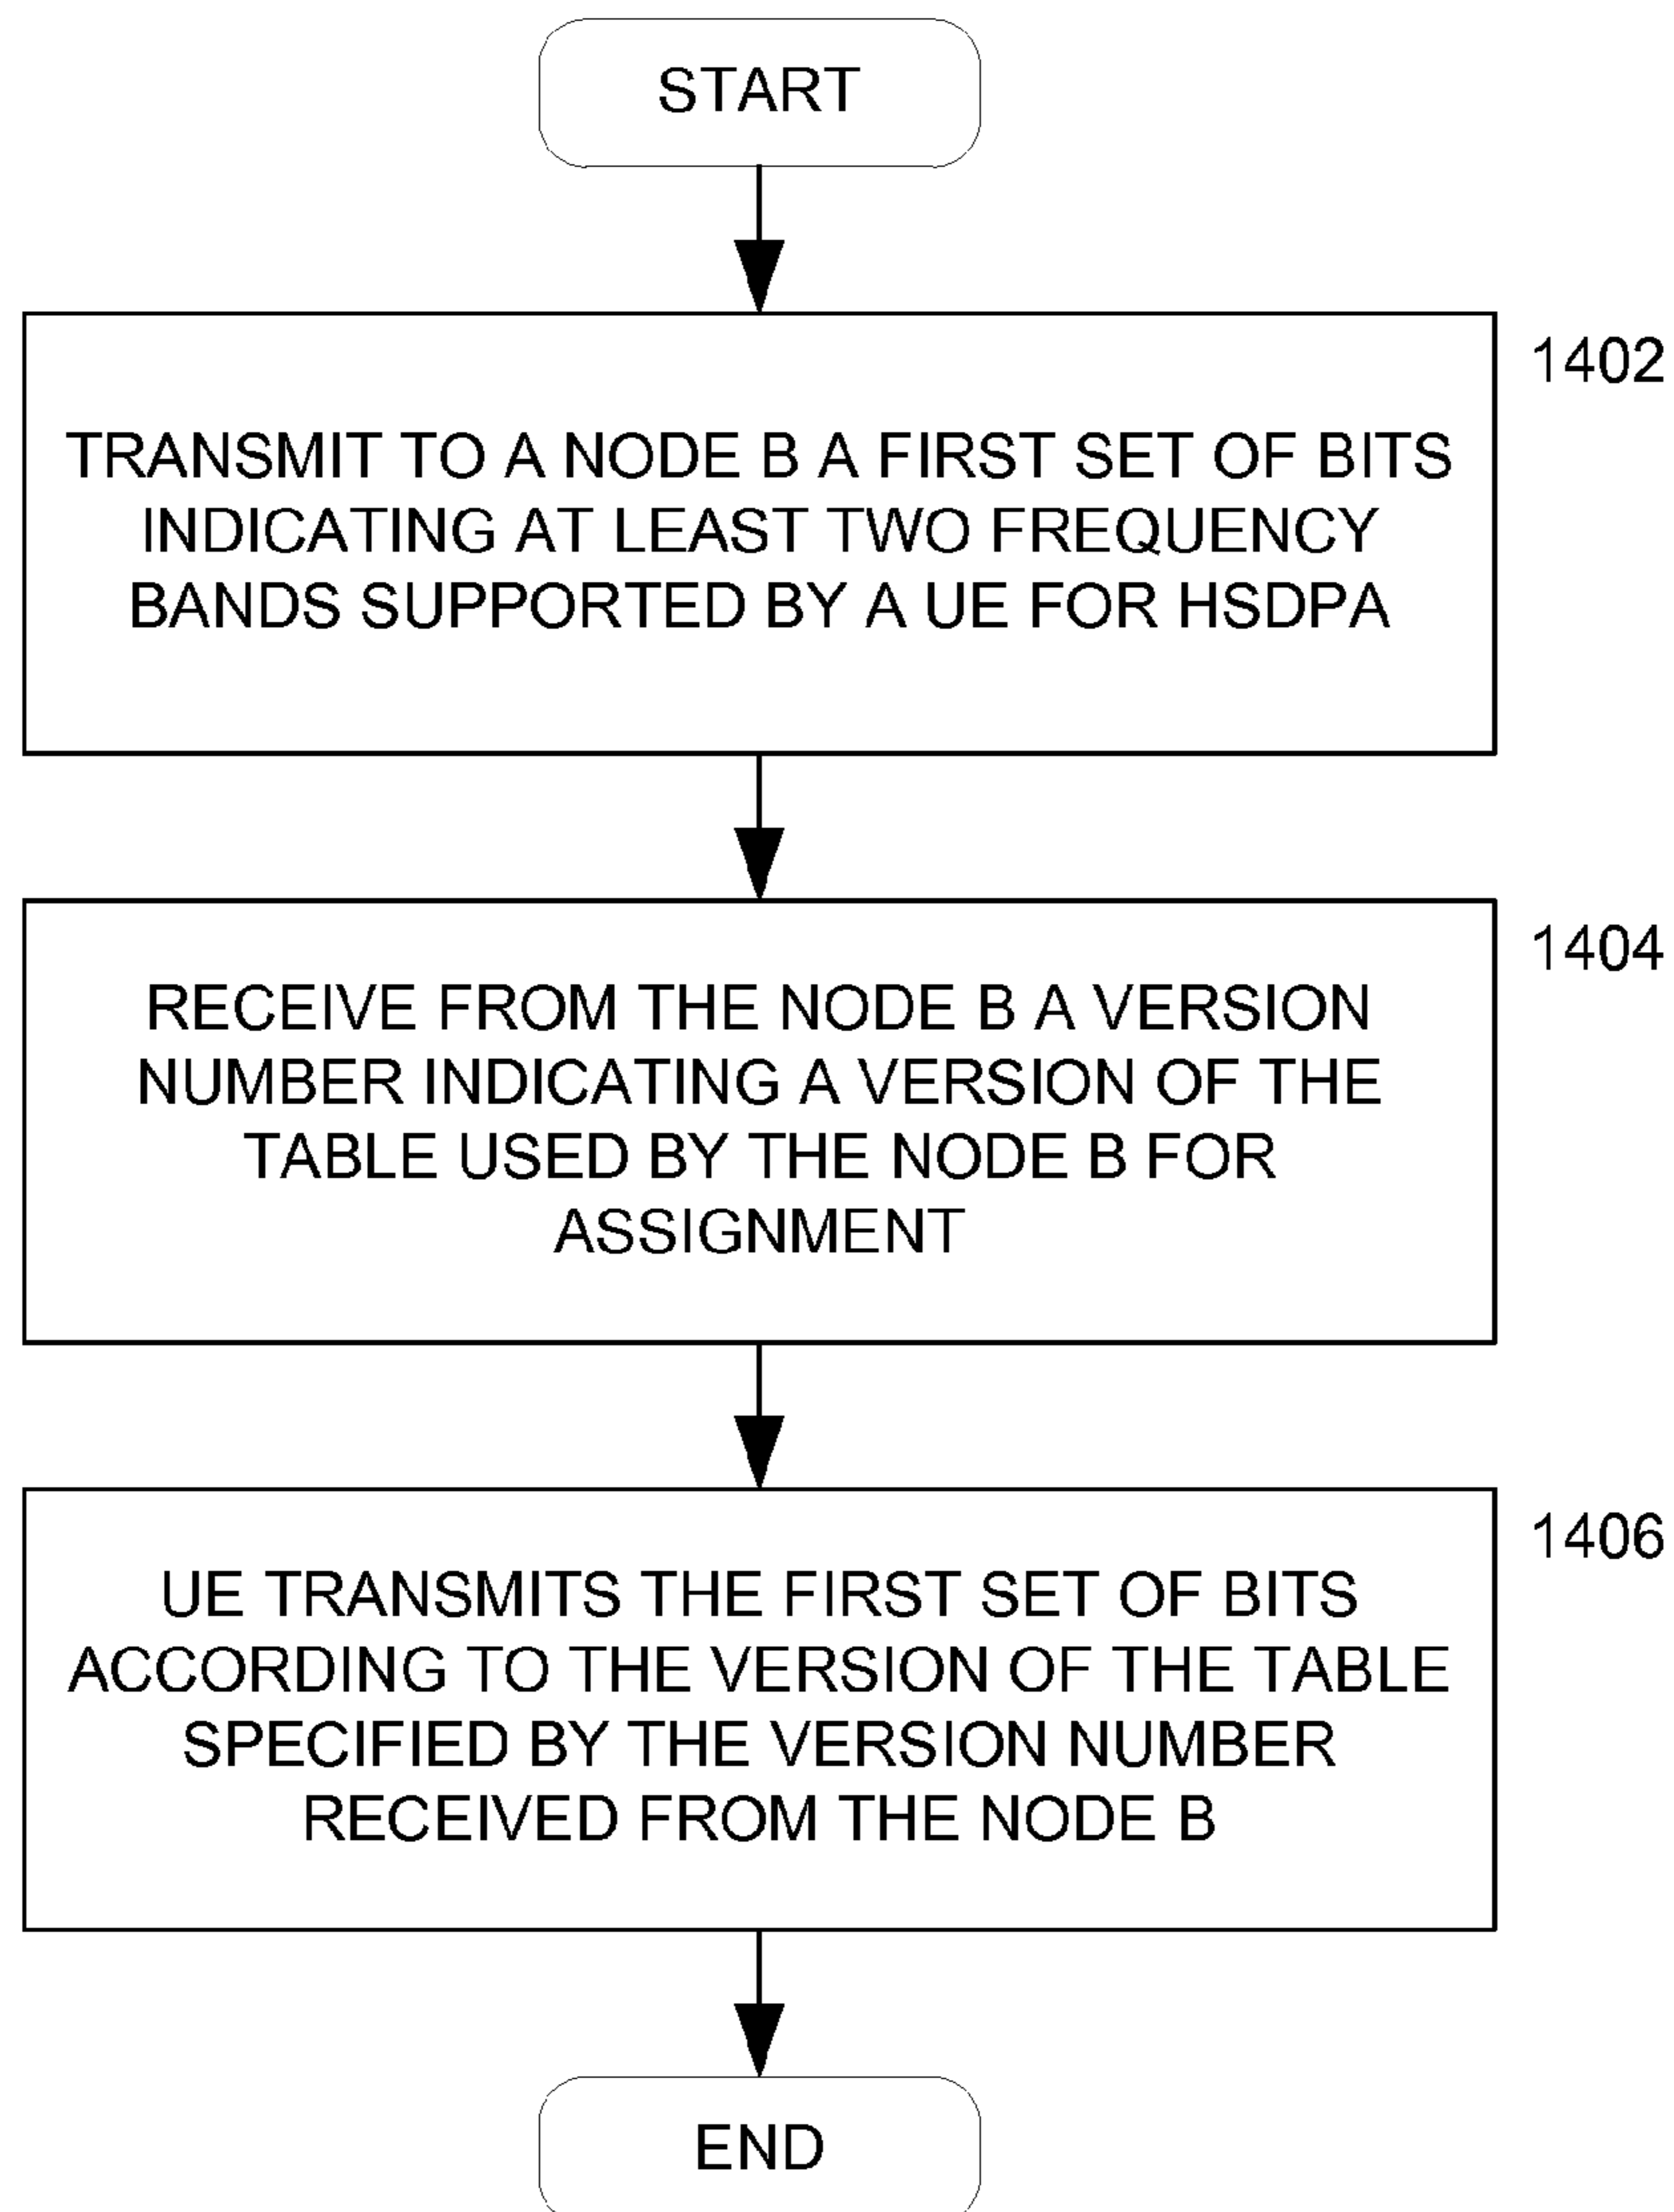 START
1402
TRANSMIT TO A NODE B A FIRST SET OF BITS
INDICATING AT LEAST TWO FREQUENCY
BANDS SUPPORTED BY A UE FOR HSDPA
1404
RECEIVE FROM THE NODE B A VERSION
NUMBER INDICATING A VERSION OF THE
TABLE USED BY THE NODE B FOR
ASSIGNMENT
1406
UE TRANSMITS THE FIRST SET OF BITS
ACCORDING TO THE VERSION OF THE TABLE
SPECIFIED BY THE VERSION NUMBER
RECEIVED FROM THE NODE B
END